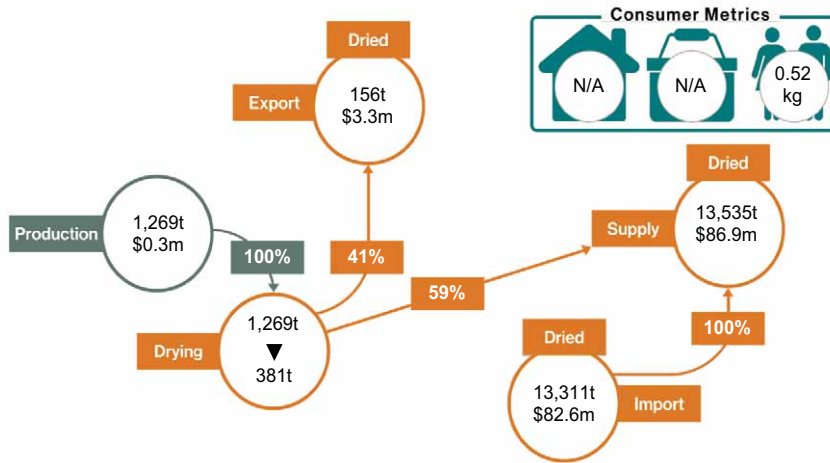 Consumer Metrics
N/A
N/A
0.52
kg
Dried
Export
156t
$3.3m
Dried
Supply
13,535t
$86.9m
Production
1,269t
$0.3m
100%
41%
59%
Drying
1,269t
▼
381t
100%
Dried
13,311t
$82.6m
Import